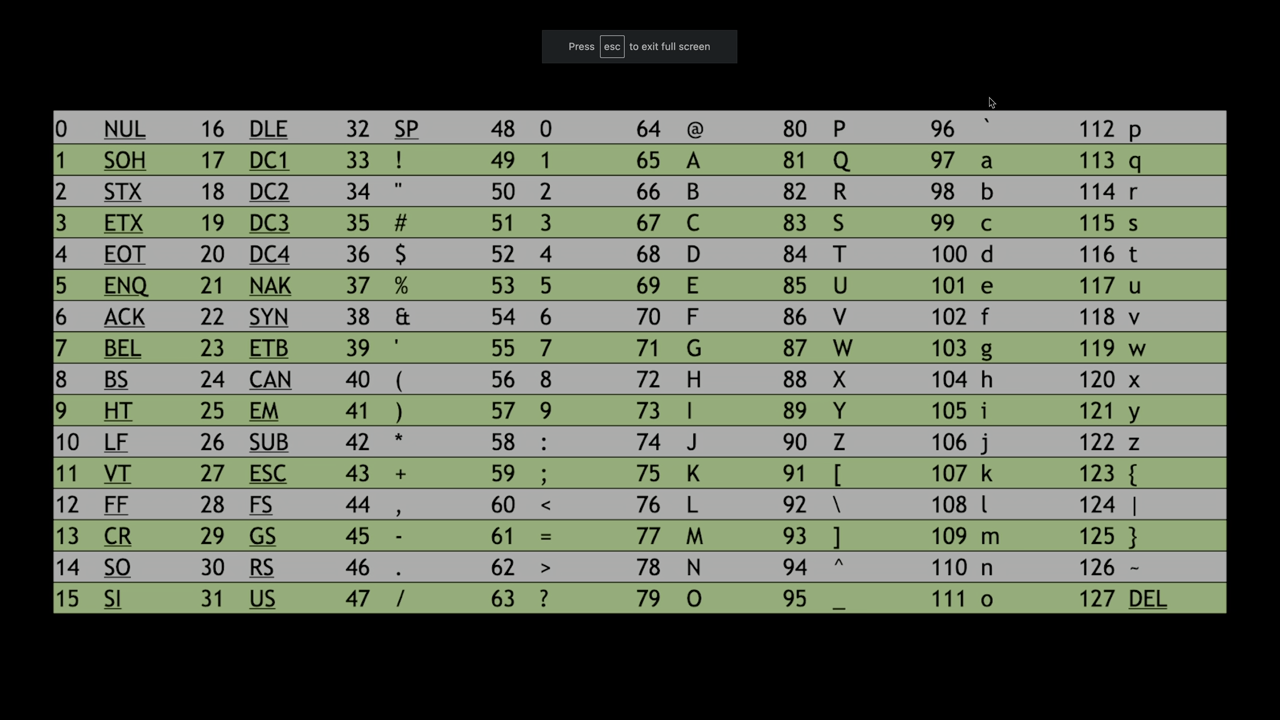 Press esc to exit full screen
0 NUL 16 DLE 32 SP 48 0 64 @ 80 P 96 ` 112 p
1 SOH 17 DC1 33 ! 49 1 65 A 81 Q 97 a 113 q
2 STX 18 DC2 34 " 50 2 66 B 82 R 98 b 114 r
3 ETX 19 DC3 35 # 51 3 67 C 83 S 99 c 115 s
4 EOT 20 DC4 36 $ 52 4 68 D 84 T 100 d 116 t
5 ENQ 21 NAK 37 % 53 5 69 E 85 U 101 e 117 u
6 ACK 22 SYN 38 & 54 6 70 F 86 V 102 f 118 v
7 BEL 23 ETB 39 ' 55 7 71 G 87 W 103 g 119 w
8 BS 24 CAN 40 ( 56 8 72 H 88 X 104 h 120 x
9 HT 25 EM 41 ) 57 9 73 I 89 Y 105 i 121 y
10 LF 26 SUB 42 * 58 : 74 J 90 Z 106 j 122 z
11 VT 27 ESC 43 + 59 ; 75 K 91 [ 107 k 123 {
12 FF 28 FS 44 , 60 < 76 L 92 \ 108 l 124 |
13 CR 29 GS 45 - 61 = 77 M 93 ] 109 m 125 }
14 SO 30 RS 46 . 62 > 78 N 94 ^ 110 n 126 ~
15 SI 31 US 47 / 63 ? 79 O 95 _ 111 o 127 DEL